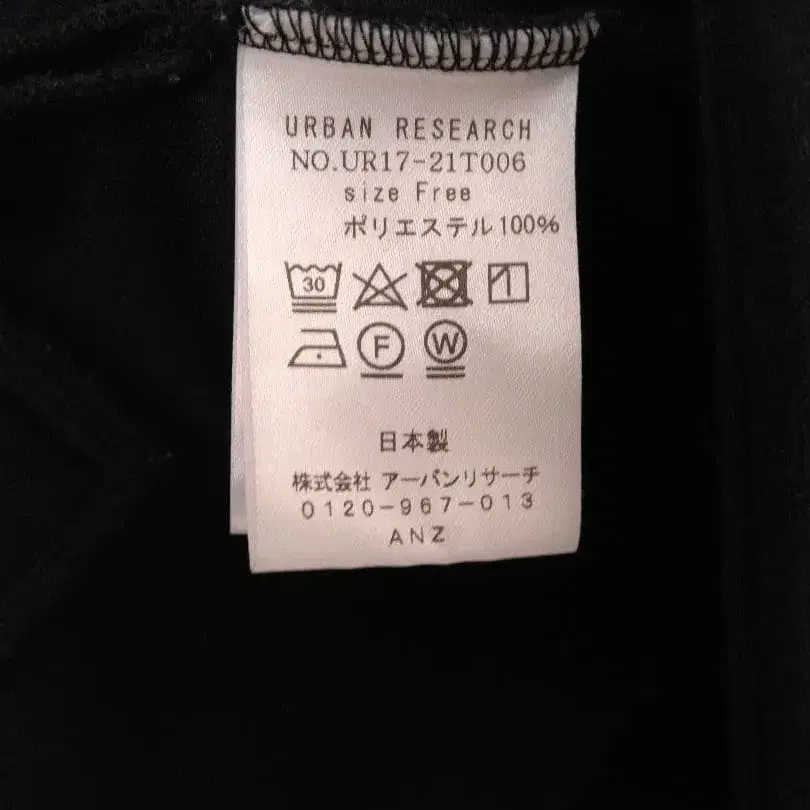 URBAN RESEARCH
NO.UR17-21T006
size Free
ポリエステル100%
30
F W
日本製
株式会社 アーバンリサーチ
0120-967-013
ANZ